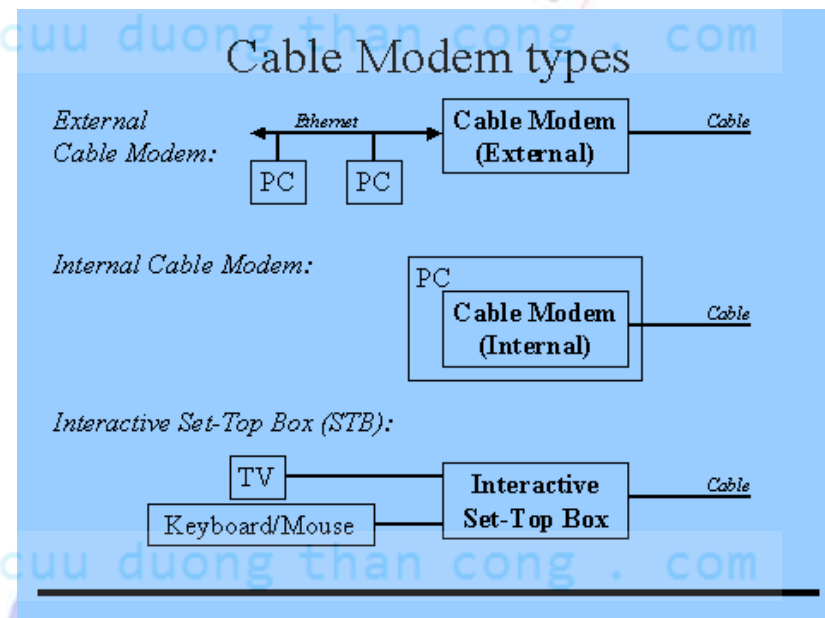 cuu duong than cong . com
Cable Modem types
External
Cable Modem:
Ethernet
PC
PC
Cable Modem
(External)
Cable
Internal Cable Modem:
PC
Cable Modem
(Internal)
Cable
Interactive Set-Top Box (STB):
TV
Keyboard/Mouse
Interactive
Set-Top Box
Cable
cuu duong than cong . com